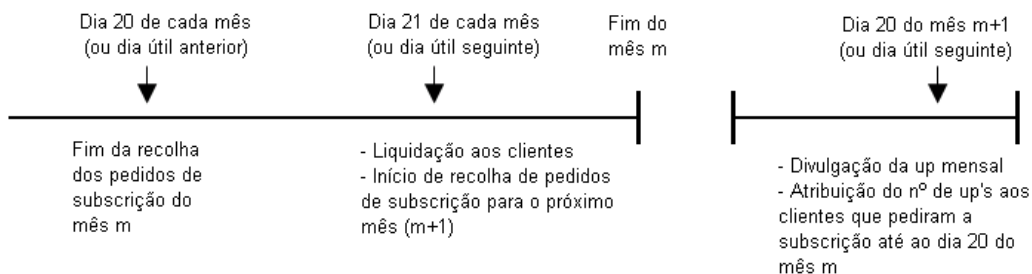 Dia 20 de cada mês
(ou dia útil anterior)
Dia 21 de cada mês
(ou dia útil seguinte)
Fim do
mês m
Dia 20 do mês m+1
(ou dia útil seguinte)
Fim da recolha
dos pedidos de
subscrição do
mês m
- Liquidação aos clientes
- Início de recolha de pedidos
de subscrição para o próximo
mês (m+1)
- Divulgação da up mensal
- Atribuição do nº de up's aos
clientes que pediram a
subscrição até ao dia 20 do
mês m